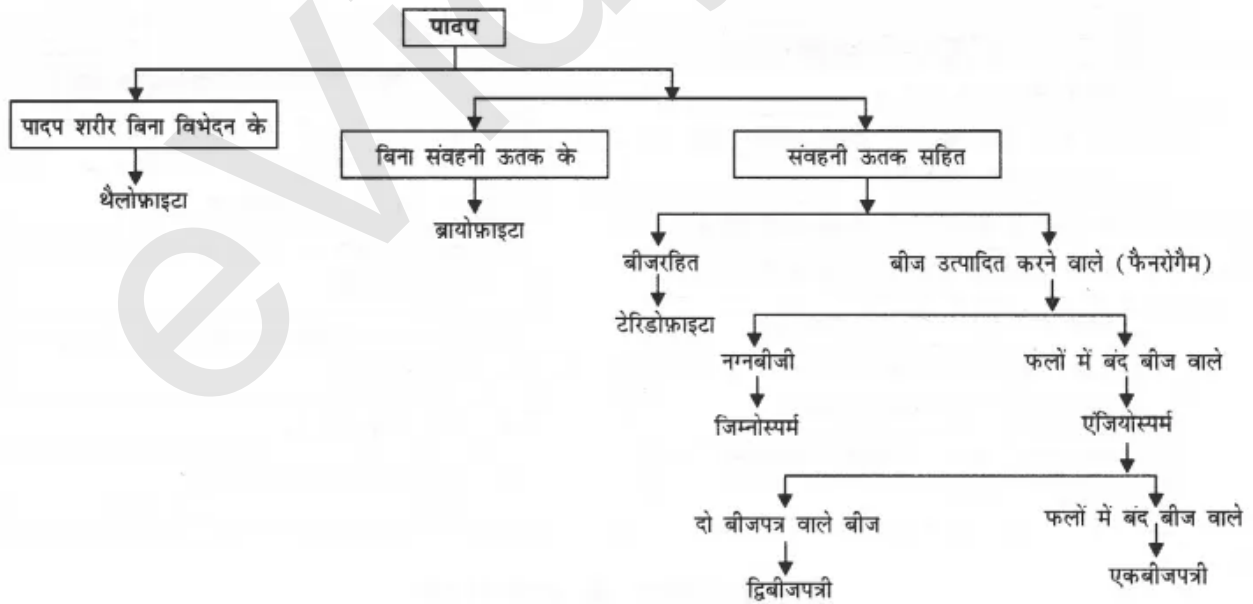 पादप
पादप शरीर बिना विभेदन के
बिना संवहनी ऊतक के
संवहनी ऊतक सहित
थैलोफ़ाइटा
ब्रायोफ़ाइटा
बीजरहित
बीज उत्पादित करने वाले (फैनरोगैम)
टेरिडोफ़ाइटा
नग्नबीजी
फलों में बंद बीज वाले
जिम्नोस्पर्म
एंजियोस्पर्म
दो बीजपत्र वाले बीज
फलों में बंद बीज वाले
द्विबीजपत्री
एकबीजपत्री